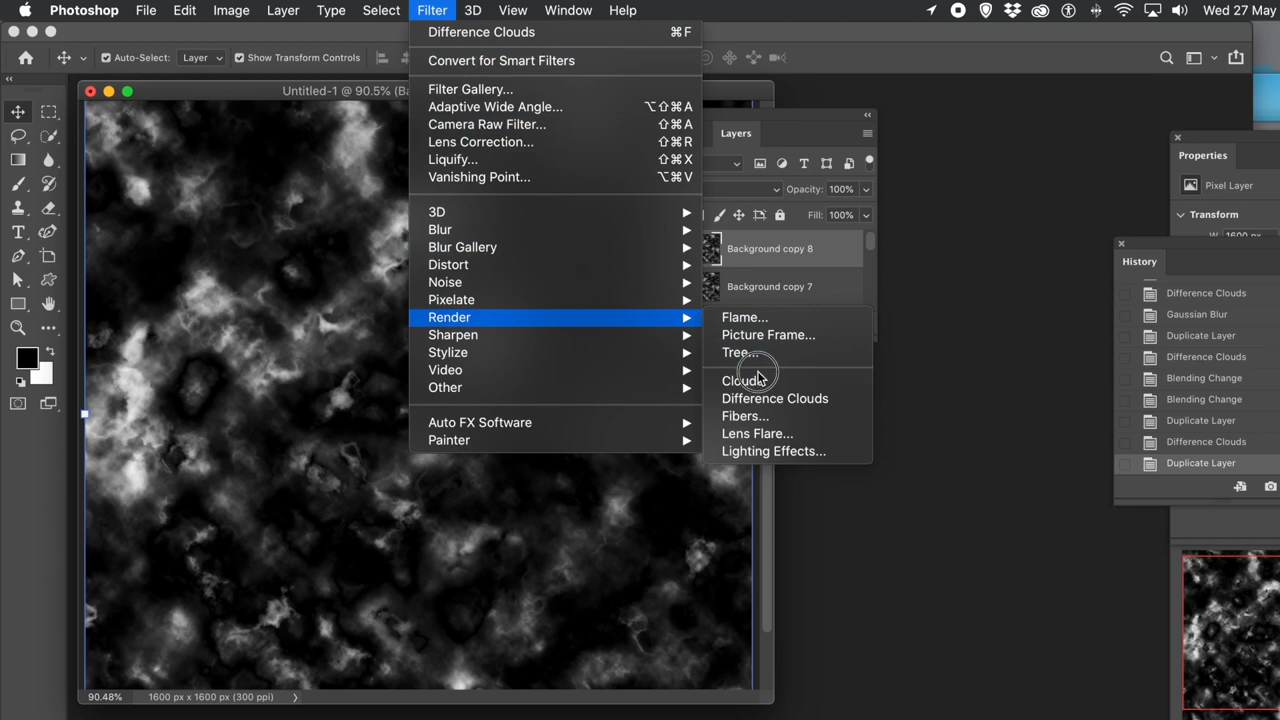 Photoshop File Edit Image Layer Type Select Filter 3D View Window Help Wed 27 May
Auto-Select: Layer Show Transform Controls
Difference Clouds ⌘F
Convert for Smart Filters
Filter Gallery...
Adaptive Wide Angle... ⌥⇧⌘A
Camera Raw Filter... ⇧⌘A
Lens Correction... ⇧⌘R
Liquify... ⇧⌘X
Vanishing Point... ⌥⌘V
3D
Blur
Blur Gallery
Distort
Noise
Pixelate
Render
Sharpen
Stylize
Video
Other
Auto FX Software
Painter
Flame...
Picture Frame...
Tree...
Clouds
Difference Clouds
Fibers...
Lens Flare...
Lighting Effects...
Untitled-1 @ 90.5%
90.48% 1600 px x 1600 px (300 ppi)
Layers
Opacity: 100%
Fill: 100%
Background copy 8
Background copy 7
Properties
Pixel Layer
Transform
History
Difference Clouds
Gaussian Blur
Duplicate Layer
Difference Clouds
Blending Change
Blending Change
Duplicate Layer
Difference Clouds
Duplicate Layer